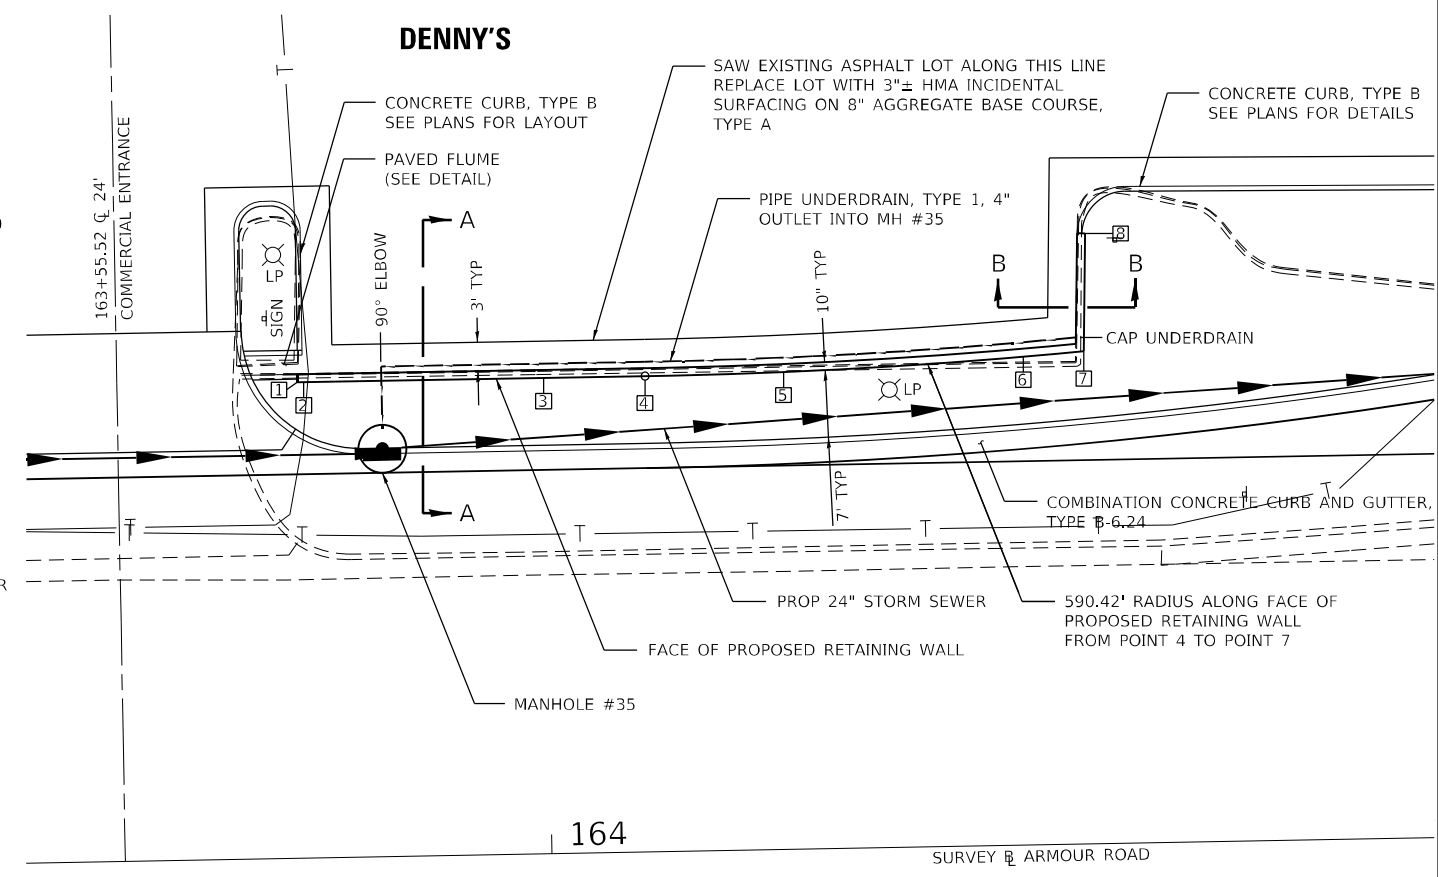 DENNY'S
SAW EXISTING ASPHALT LOT ALONG THIS LINE
REPLACE LOT WITH 3"± HMA INCIDENTAL
SURFACING ON 8" AGGREGATE BASE COURSE,
TYPE A
CONCRETE CURB, TYPE B
SEE PLANS FOR LAYOUT
CONCRETE CURB, TYPE B
SEE PLANS FOR DETAILS
PAVED FLUME
(SEE DETAIL)
163+55.52 ℄ 24'
COMMERCIAL ENTRANCE
PIPE UNDERDRAIN, TYPE 1, 4"
OUTLET INTO MH #35
A
90° ELBOW
3' TYP
10" TYP
B
B
8
LP
SIGN
CAP UNDERDRAIN
1
2
3
4
5
6
7
LP
7' TYP
A
COMBINATION CONCRETE CURB AND GUTTER,
TYPE B-6.24
T
T
T
T
T
T
T
T
R
PROP 24" STORM SEWER
590.42' RADIUS ALONG FACE OF
PROPOSED RETAINING WALL
FROM POINT 4 TO POINT 7
FACE OF PROPOSED RETAINING WALL
MANHOLE #35
164
SURVEY BL ARMOUR ROAD